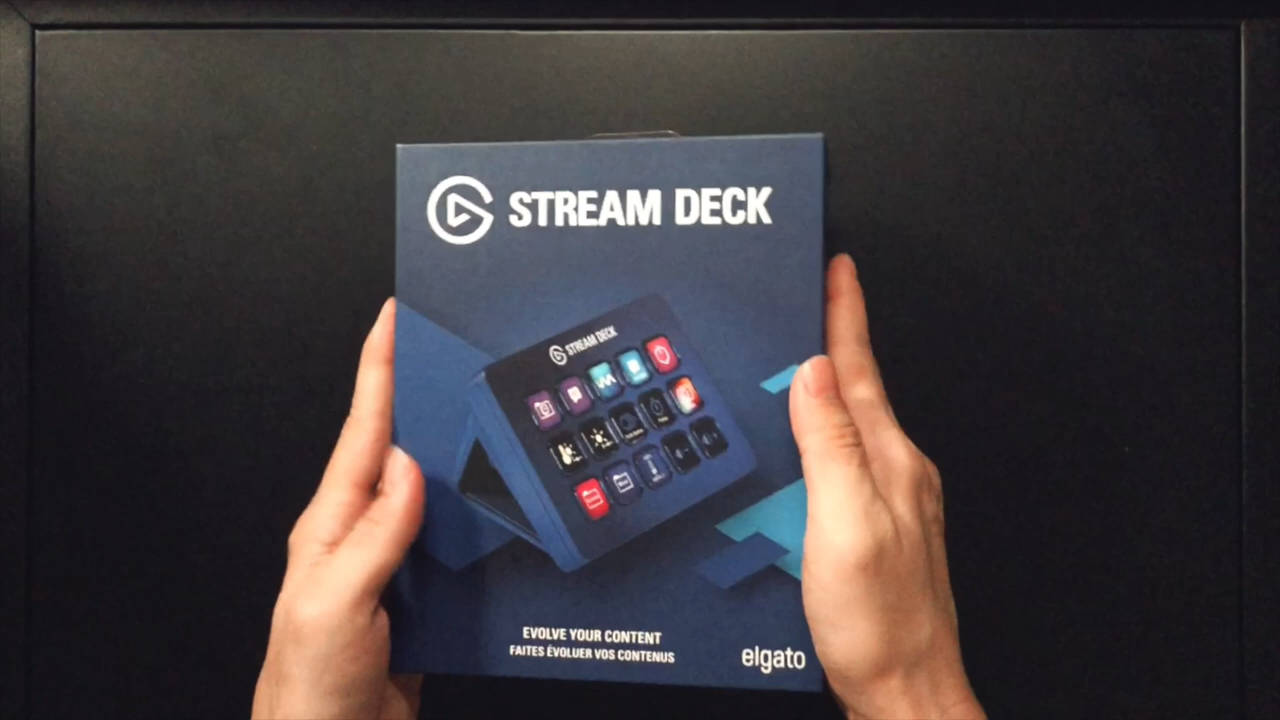 STREAM DECK
STREAM DECK
EVOLVE YOUR CONTENT
FAITES ÉVOLUER VOS CONTENUS
elgato